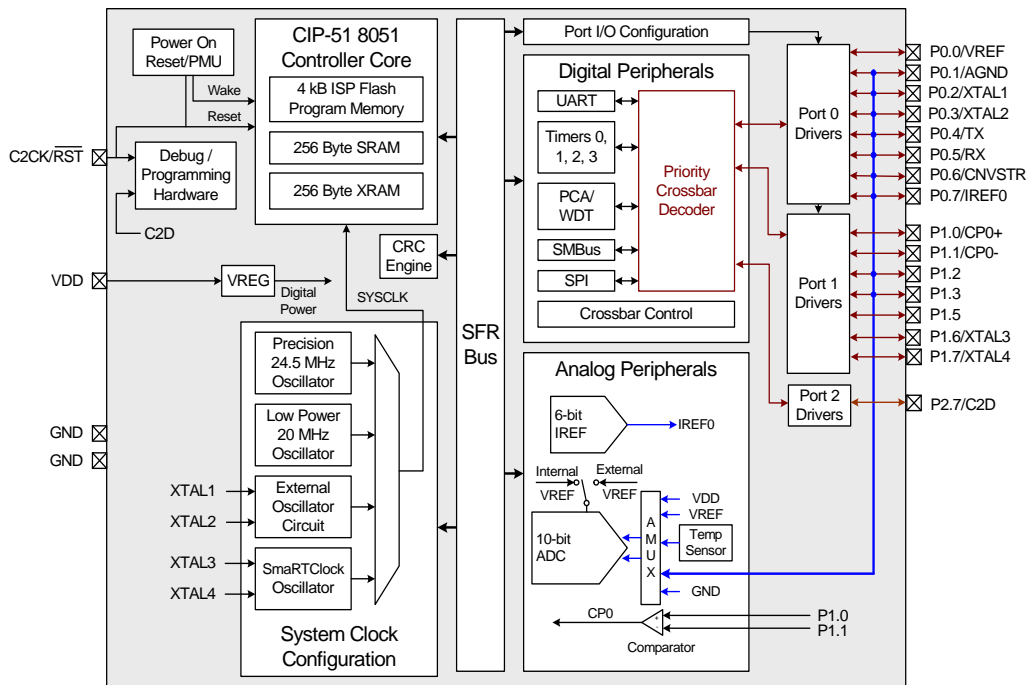 Power On
Reset/PMU
Wake
Reset
C2CK/RST
Debug /
Programming
Hardware
C2D
VDD
VREG
Digital
Power
GND
GND
CIP-51 8051
Controller Core
4 kB ISP Flash
Program Memory
256 Byte SRAM
256 Byte XRAM
CRC
Engine
SYSCLK
Precision
24.5 MHz
Oscillator
Low Power
20 MHz
Oscillator
External
Oscillator
Circuit
SmaRTClock
Oscillator
XTAL1
XTAL2
XTAL3
XTAL4
System Clock
Configuration
SFR
Bus
Port I/O Configuration
Digital Peripherals
UART
Timers 0,
1, 2, 3
PCA/
WDT
SMBus
SPI
Priority
Crossbar
Decoder
Crossbar Control
Analog Peripherals
6-bit
IREF
IREF0
Internal
VREF
External
VREF
10-bit
ADC
A
M
U
X
VDD
VREF
Temp
Sensor
GND
CP0
+
-
Comparator
P1.0
P1.1
Port 0
Drivers
Port 1
Drivers
Port 2
Drivers
P0.0/VREF
P0.1/AGND
P0.2/XTAL1
P0.3/XTAL2
P0.4/TX
P0.5/RX
P0.6/CNVSTR
P0.7/IREF0
P1.0/CP0+
P1.1/CP0-
P1.2
P1.3
P1.5
P1.6/XTAL3
P1.7/XTAL4
P2.7/C2D